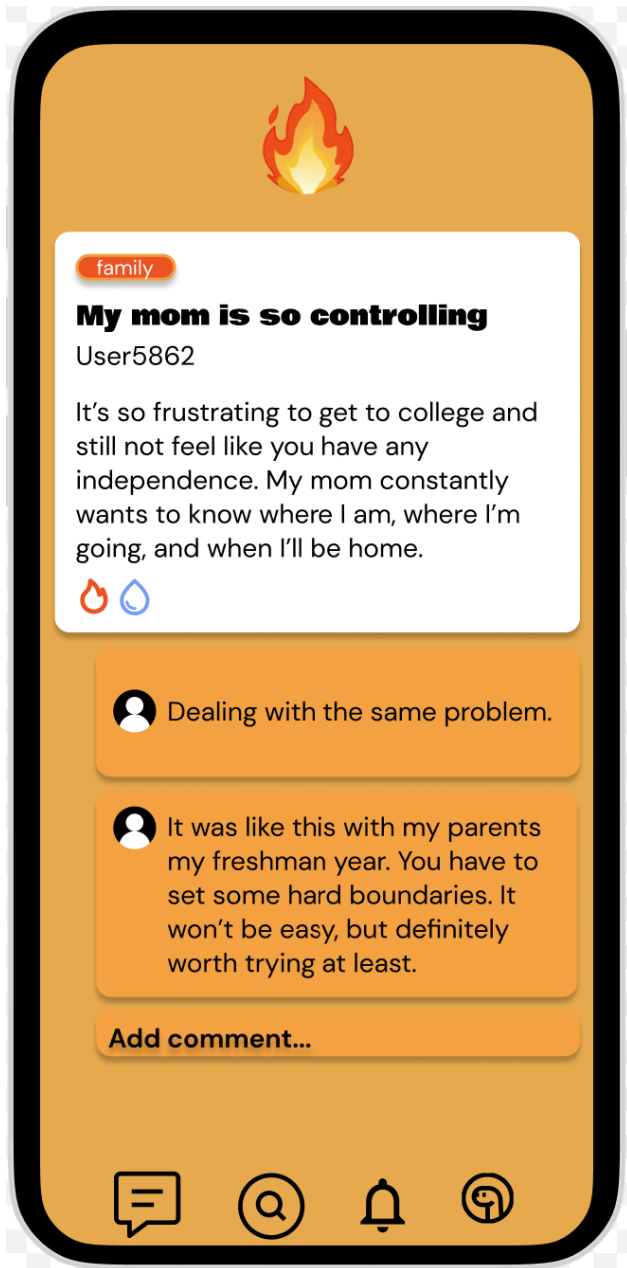 family
My mom is so controlling
User5862
It’s so frustrating to get to college and
still not feel like you have any
independence. My mom constantly
wants to know where I am, where I’m
going, and when I’ll be home.
Dealing with the same problem.
It was like this with my parents
my freshman year. You have to
set some hard boundaries. It
won’t be easy, but definitely
worth trying at least.
Add comment...